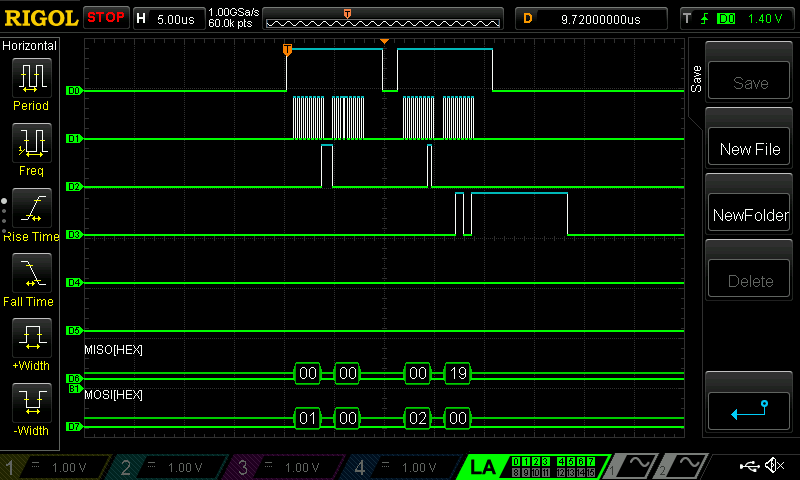 RIGOL STOP H 5.00us 1.00GSa/s 60.0k pts T D 9.72000000us T D0 1.40 V
Horizontal
Period
Freq
Rise Time
Fall Time
+Width
-Width
T
D0
D1
D2
D3
D4
D5
MISO[HEX]
D6 00 00 00 19
B1
MOSI[HEX]
D7 01 00 02 00
Save
Save
New File
NewFolder
Delete
1 1.00 V 2 1.00 V 3 1.00 V 4 1.00 V LA 0 1 2 3 4 5 6 7 1 2
8 9 10 11 12 13 14 15